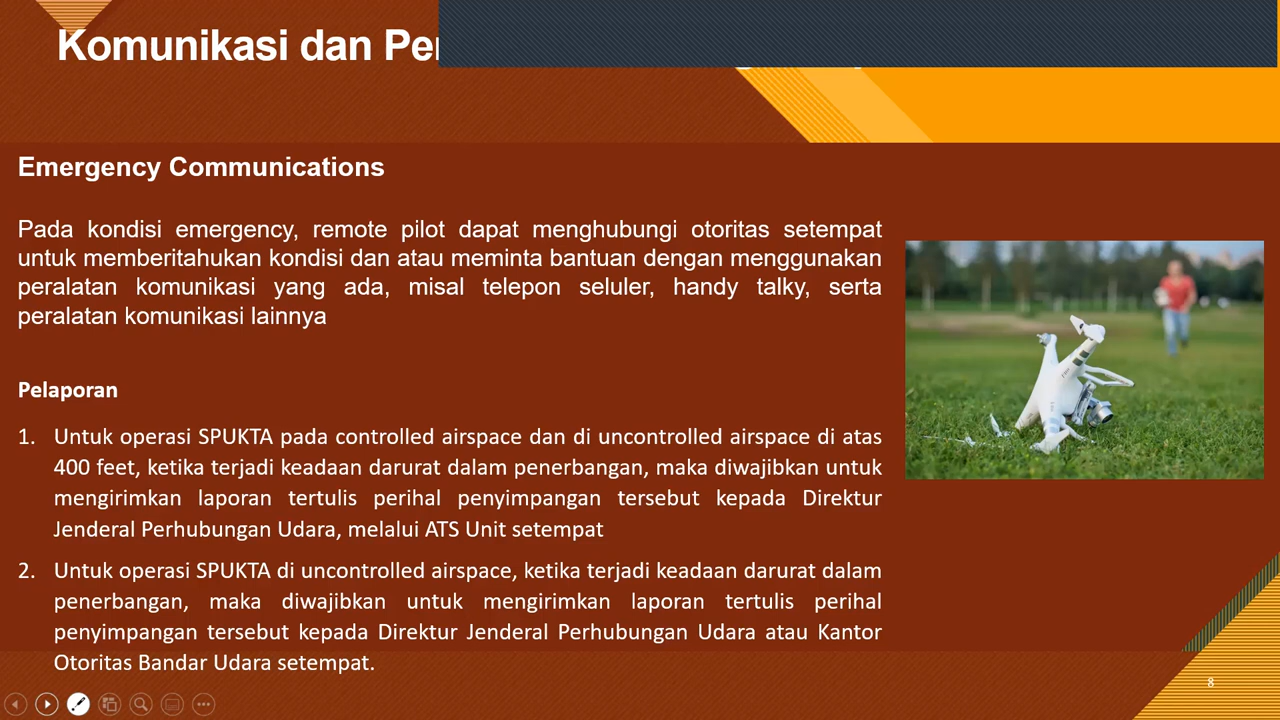 Komunikasi dan
Emergency Communications
Pada kondisi emergency, remote pilot dapat menghubungi otoritas setempat
untuk memberitahukan kondisi dan atau meminta bantuan dengan menggunakan
peralatan komunikasi yang ada, misal telepon seluler, handy talky, serta
peralatan komunikasi lainnya
Pelaporan
1. Untuk operasi SPUKTA pada controlled airspace dan di uncontrolled airspace di atas
400 feet, ketika terjadi keadaan darurat dalam penerbangan, maka diwajibkan untuk
mengirimkan laporan tertulis perihal penyimpangan tersebut kepada Direktur
Jenderal Perhubungan Udara, melalui ATS Unit setempat
2. Untuk operasi SPUKTA di uncontrolled airspace, ketika terjadi keadaan darurat dalam
penerbangan, maka diwajibkan untuk mengirimkan laporan tertulis perihal
penyimpangan tersebut kepada Direktur Jenderal Perhubungan Udara atau Kantor
Otoritas Bandar Udara setempat.
8